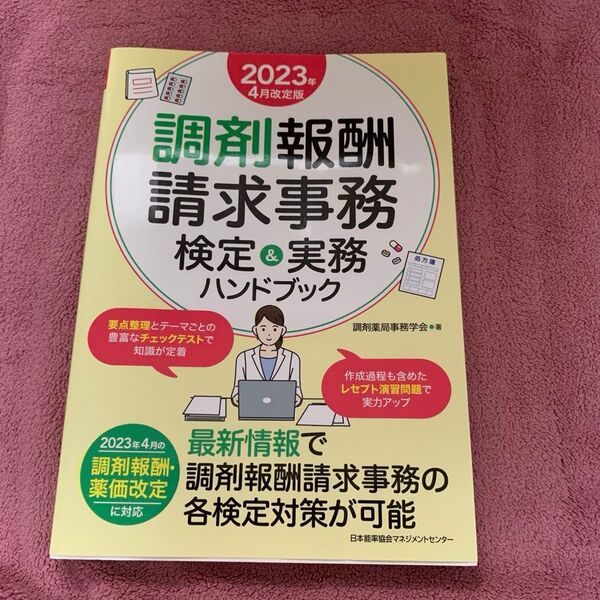 2023年
4月改定版
調剤報酬
請求事務
検定&実務
ハンドブック
処方箋
調剤薬局事務学会●著
要点整理とテーマごとの
豊富なチェックテストで
知識が定着
作成過程も含めた
レセプト演習問題で
実力アップ
2023年4月の
調剤報酬・
薬価改定
に対応
最新情報で
調剤報酬請求事務の
各検定対策が可能
日本能率協会マネジメントセンター